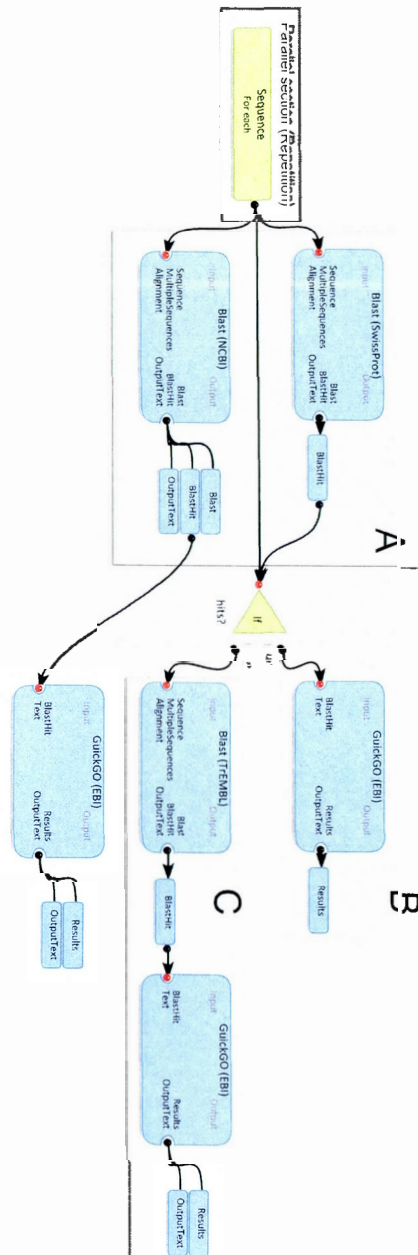 Parallel section (Repetition)
Parallel section (Repetition)
Sequence
For each
Blast (SwissProt)
Input
Output
Sequence
MultipleSequences
Alignment
Blast
BlastHit
OutputText
BlastHit
A
Blast (NCBI)
Input
Output
Sequence
MultipleSequences
Alignment
Blast
BlastHit
OutputText
Blast
BlastHit
OutputText
If
hits?
B
GuickGO (EBI)
Input
Output
BlastHit
Text
Results
OutputText
Results
C
Blast (TrEMBL)
Input
Output
Sequence
MultipleSequences
Alignment
Blast
BlastHit
OutputText
BlastHit
GuickGO (EBI)
Input
Output
BlastHit
Text
Results
OutputText
Results
OutputText
GuickGO (EBI)
Input
Output
BlastHit
Text
Results
OutputText
Results
OutputText